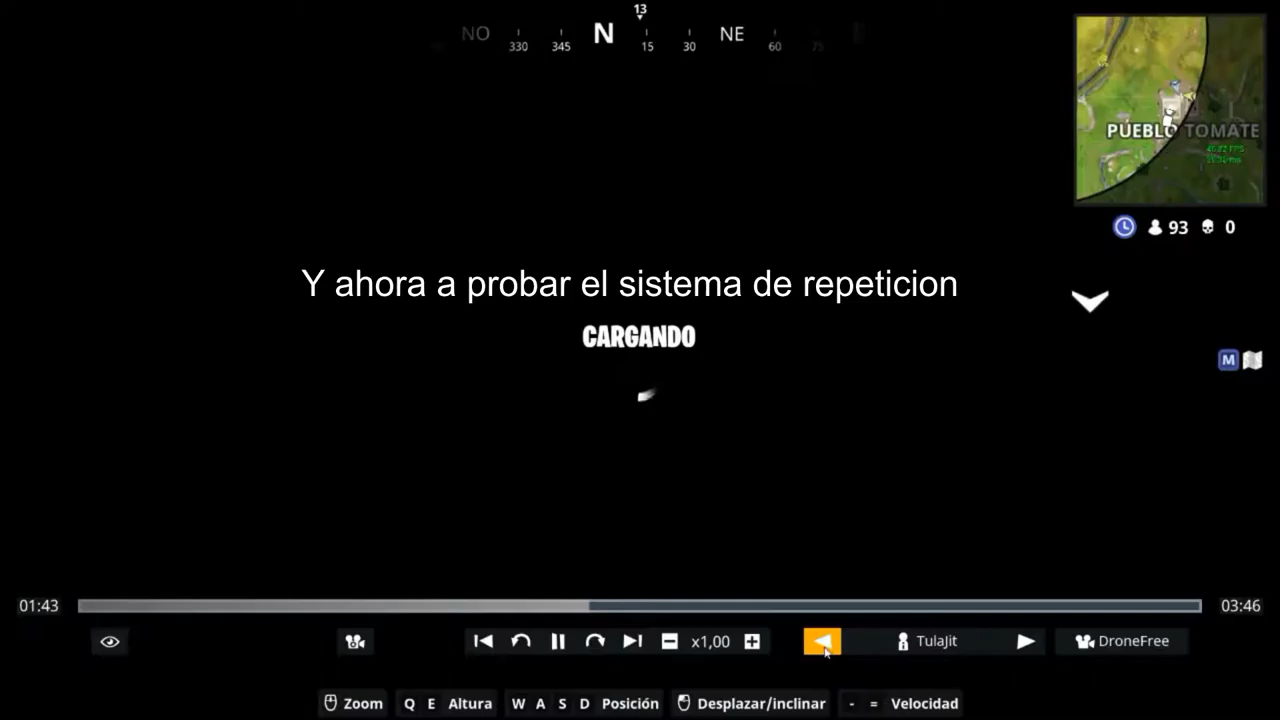 13
NO 330 345 N 15 30 NE 60 75
PUEBLO TOMATE
93 0
Y ahora a probar el sistema de repeticion
CARGANDO
M
01:43 03:46
x1,00 TulaJit DroneFree
Zoom Q E Altura W A S D Posición Desplazar/inclinar - = Velocidad